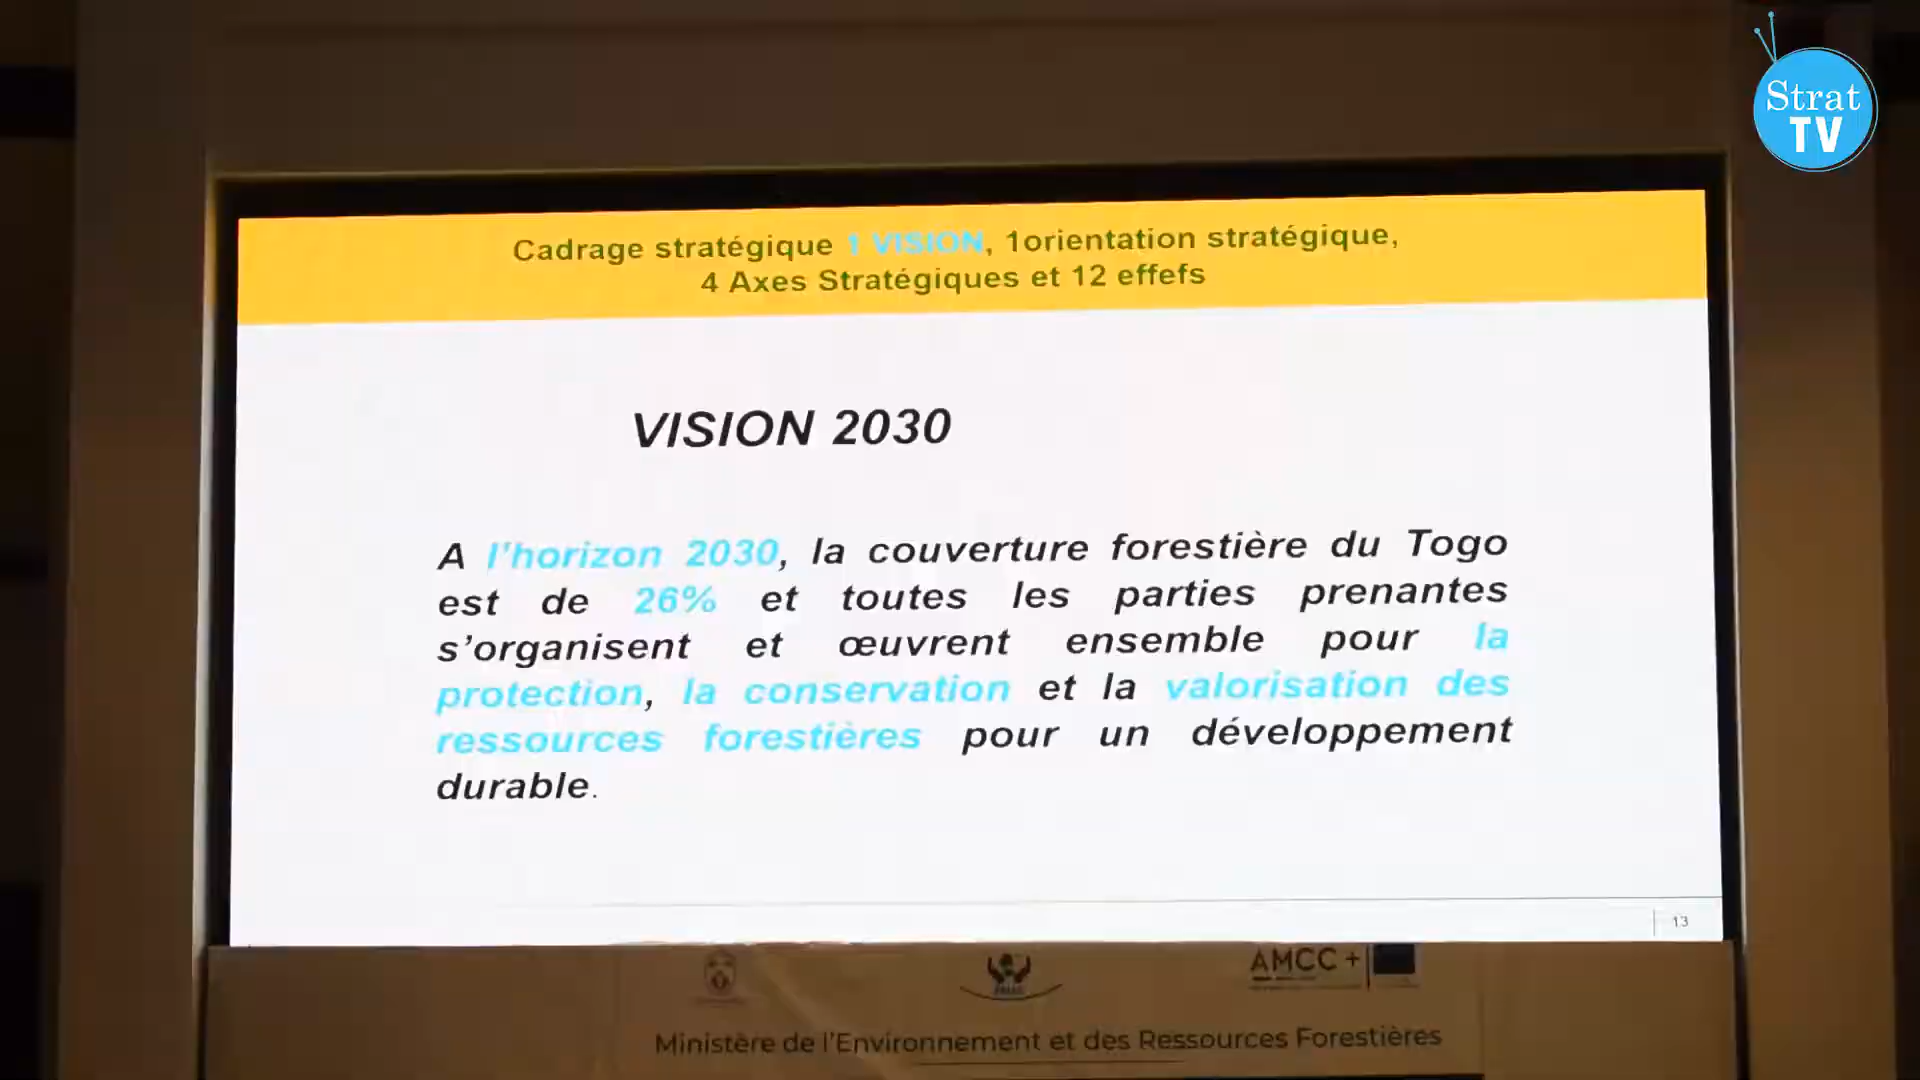 Strat
TV
Cadrage stratégique 1 VISION, 1orientation stratégique,
4 Axes Stratégiques et 12 effefs
VISION 2030
A l'horizon 2030, la couverture forestière du Togo
est de 26% et toutes les parties prenantes
s'organisent et œuvrent ensemble pour la
protection, la conservation et la valorisation des
ressources forestières pour un développement
durable.
13
AMCC +
Ministère de l'Environnement et des Ressources Forestières